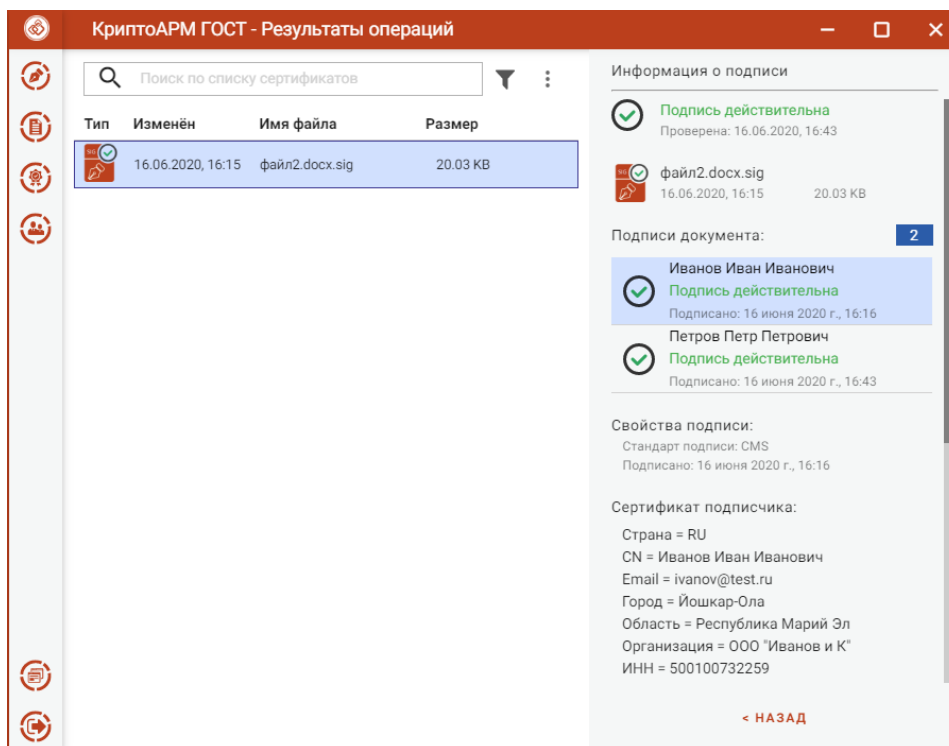 КриптоАРМ ГОСТ - Результаты операций
Поиск по списку сертификатов
Тип Изменён Имя файла Размер
16.06.2020, 16:15 файл2.docx.sig 20.03 KB
Информация о подписи
Подпись действительна
Проверена: 16.06.2020, 16:43
файл2.docx.sig
16.06.2020, 16:15 20.03 KB
Подписи документа: 2
Иванов Иван Иванович
Подпись действительна
Подписано: 16 июня 2020 г., 16:16
Петров Петр Петрович
Подпись действительна
Подписано: 16 июня 2020 г., 16:43
Свойства подписи:
Стандарт подписи: CMS
Подписано: 16 июня 2020 г., 16:16
Сертификат подписчика:
Страна = RU
CN = Иванов Иван Иванович
Email = ivanov@test.ru
Город = Йошкар-Ола
Область = Республика Марий Эл
Организация = ООО "Иванов и К"
ИНН = 500100732259
< НАЗАД